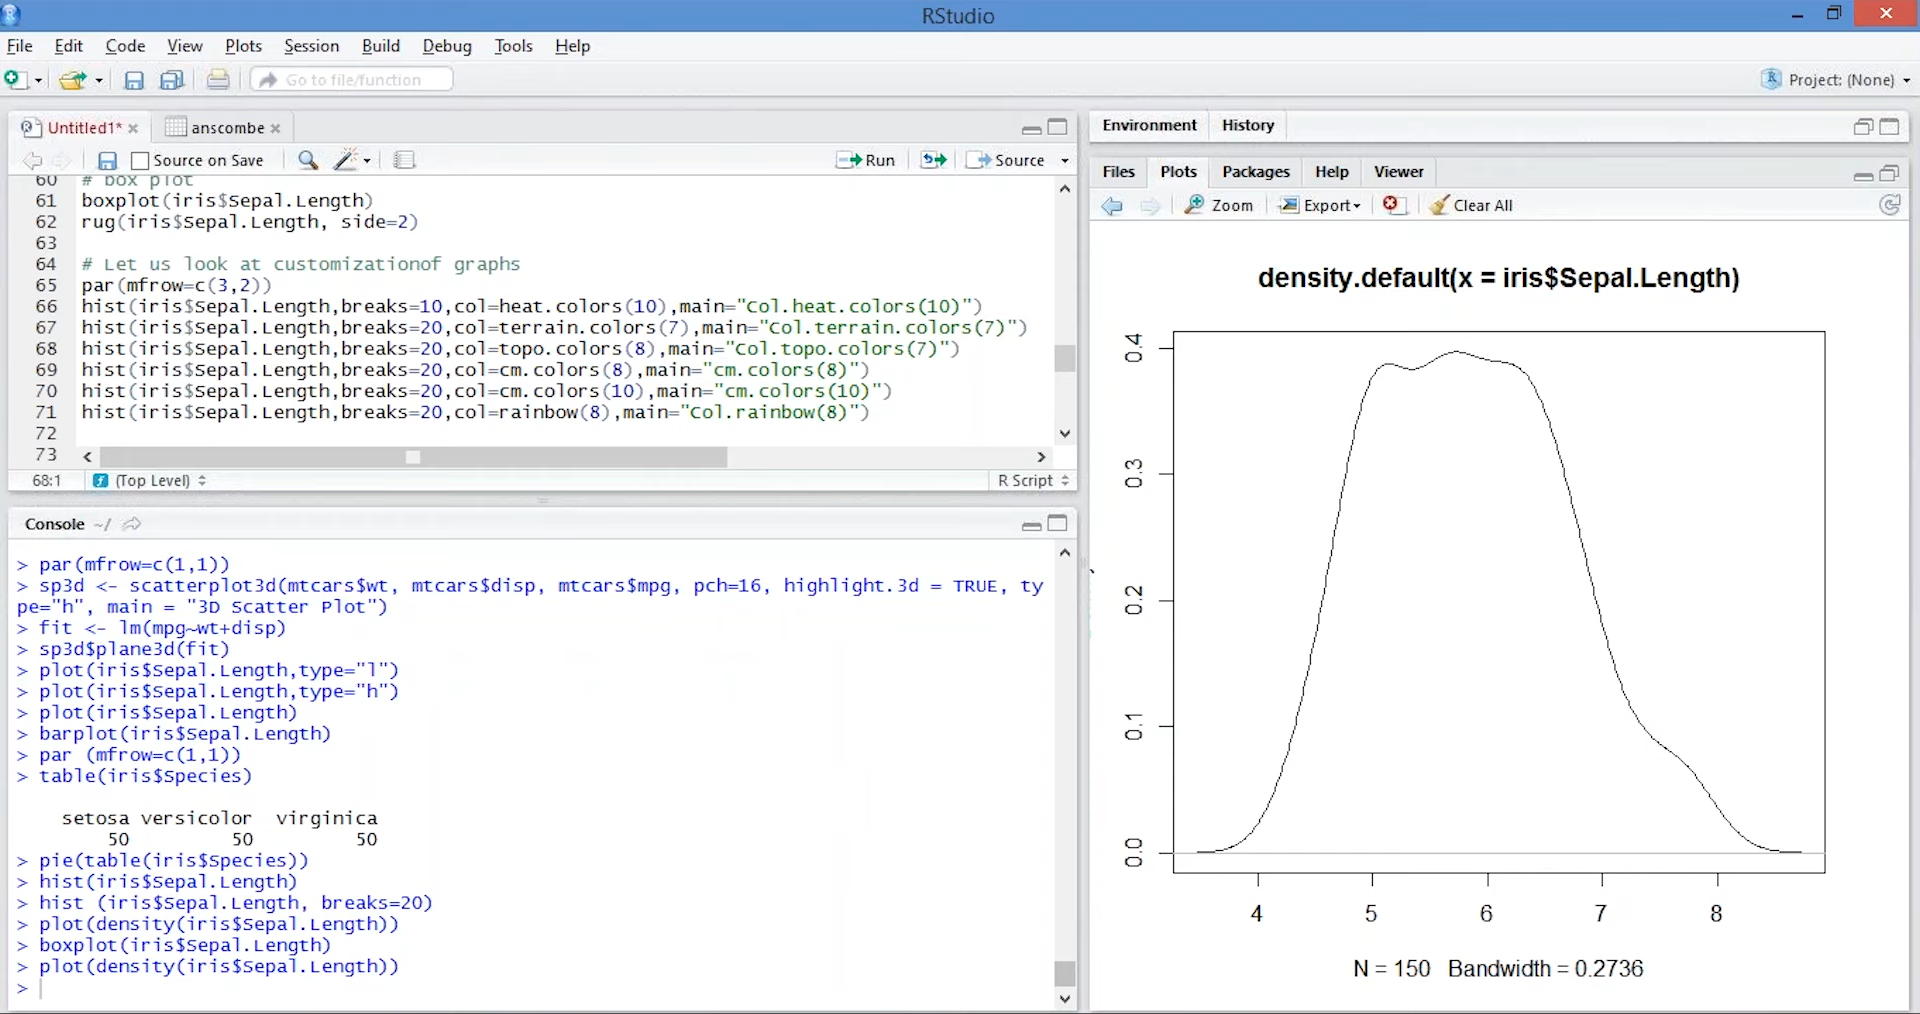 RStudio
File Edit Code View Plots Session Build Debug Tools Help
Go to file/function
Project: (None)
Untitled1* anscombe
Source on Save Run Source
60 # box plot
61 boxplot(iris$Sepal.Length)
62 rug(iris$Sepal.Length, side=2)
63
64 # Let us look at customizationof graphs
65 par(mfrow=c(3,2))
66 hist(iris$Sepal.Length,breaks=10,col=heat.colors(10),main="Col.heat.colors(10)")
67 hist(iris$Sepal.Length,breaks=20,col=terrain.colors(7),main="Col.terrain.colors(7)")
68 hist(iris$Sepal.Length,breaks=20,col=topo.colors(8),main="Col.topo.colors(7)")
69 hist(iris$Sepal.Length,breaks=20,col=cm.colors(8),main="cm.colors(8)")
70 hist(iris$Sepal.Length,breaks=20,col=cm.colors(10),main="cm.colors(10)")
71 hist(iris$Sepal.Length,breaks=20,col=rainbow(8),main="Col.rainbow(8)")
72
73
68:1 (Top Level) R Script
Console ~/
> par(mfrow=c(1,1))
> sp3d <- scatterplot3d(mtcars$wt, mtcars$disp, mtcars$mpg, pch=16, highlight.3d = TRUE, ty
pe="h", main = "3D Scatter Plot")
> fit <- lm(mpg~wt+disp)
> sp3d$plane3d(fit)
> plot(iris$Sepal.Length,type="l")
> plot(iris$Sepal.Length,type="h")
> plot(iris$Sepal.Length)
> barplot(iris$Sepal.Length)
> par (mfrow=c(1,1))
> table(iris$Species)
setosa versicolor virginica
50 50 50
> pie(table(iris$Species))
> hist(iris$Sepal.Length)
> hist (iris$Sepal.Length, breaks=20)
> plot(density(iris$Sepal.Length))
> boxplot(iris$Sepal.Length)
> plot(density(iris$Sepal.Length))
>
Environment History
Files Plots Packages Help Viewer
Zoom Export Clear All
density.default(x = iris$Sepal.Length)
0.4
0.3
0.2
0.1
0.0
4 5 6 7 8
N = 150 Bandwidth = 0.2736